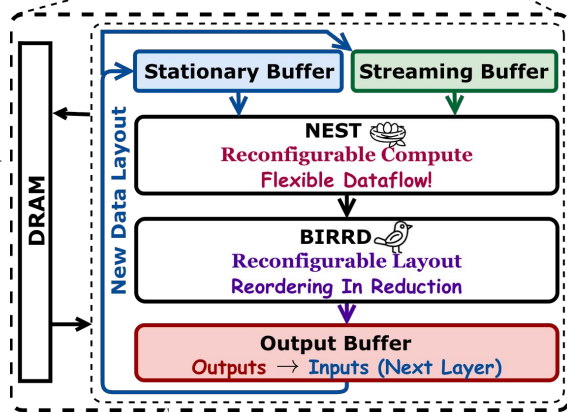 DRAM
New Data Layout
Stationary Buffer
Streaming Buffer
NEST
Reconfigurable Compute
Flexible Dataflow!
BIRRD
Reconfigurable Layout
Reordering In Reduction
Output Buffer
Outputs → Inputs (Next Layer)